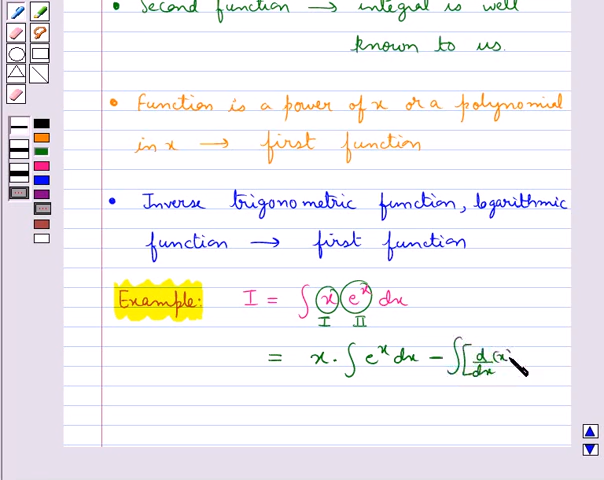 • Second function → integral is well
known to us.
• Function is a power of x or a polynomial
in x → first function
• Inverse trigonometric function, logarithmic
function → first function
Example: I = ∫ x e^x dx
I II
= x · ∫ e^x dx − ∫[d/dx (x)